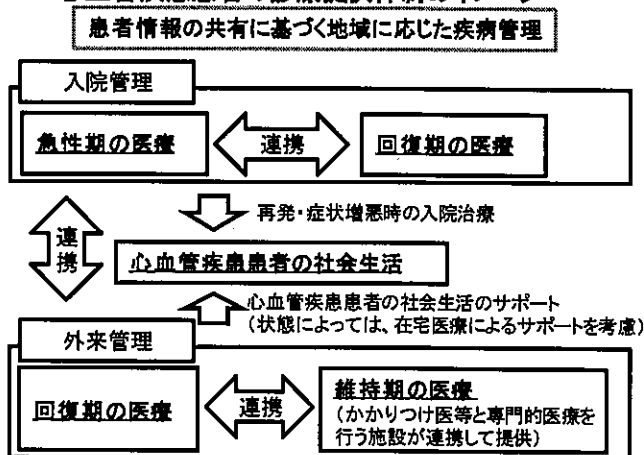 患者情報の共有に基づく地域に応じた疾病管理
入院管理
急性期の医療
連携
回復期の医療
再発・症状増悪時の入院治療
連携
心血管疾患患者の社会生活
心血管疾患患者の社会生活のサポート
(状態によっては、在宅医療によるサポートを考慮)
外来管理
回復期の医療
連携
維持期の医療
(かかりつけ医等と専門的医療を
行う施設が連携して提供)